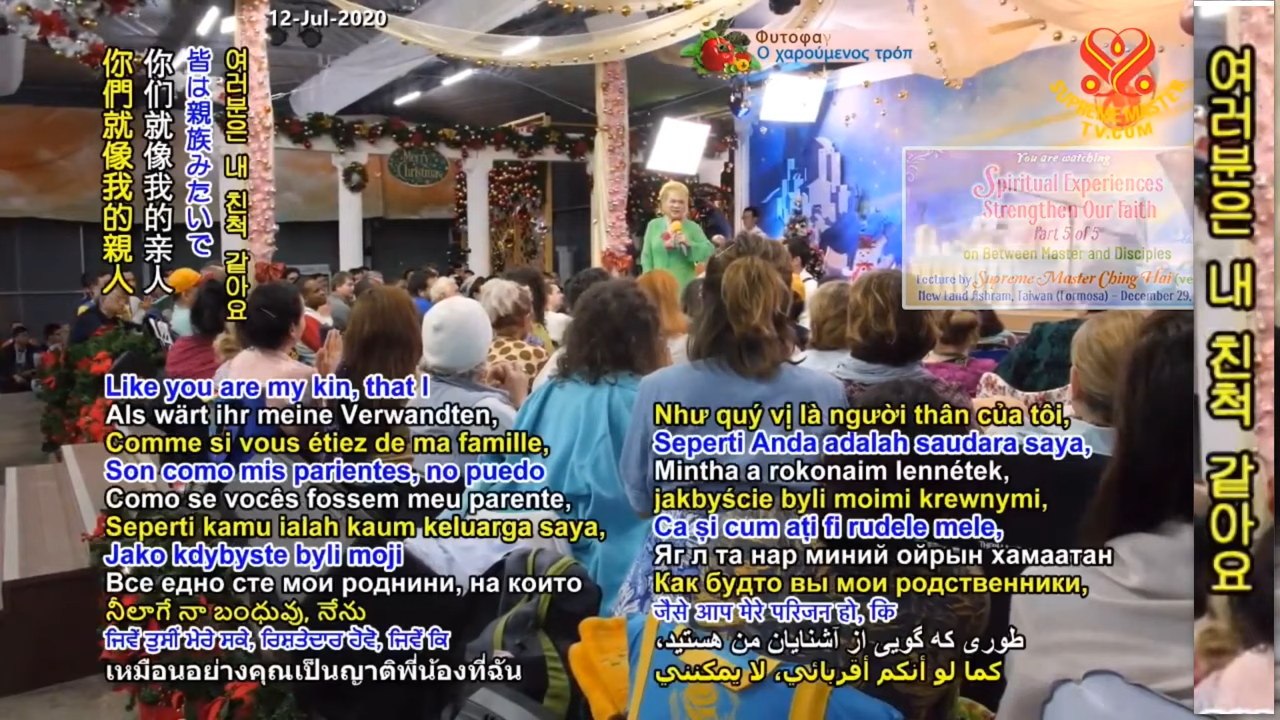 12-Jul-2020
Φυτοφαγ
Ο χαρούμενος τρόπ
SUPREME MASTER
TV.COM
Merry Christmas
You are watching
Spiritual Experiences
Strengthen Our Faith
Part 5 of 5
on Between Master and Disciples
Lecture by Supreme Master Ching Hai (ve
New Land Ashram, Taiwan (Formosa) – December 29,
여러분은 내 친척 같아요
皆は親族みたいで
你们就像我的亲人
你們就像我的親人
여러분은 내 친척 같아요
Like you are my kin, that I
Als wärt ihr meine Verwandten,
Comme si vous étiez de ma famille,
Son como mis parientes, no puedo
Como se vocês fossem meu parente,
Seperti kamu ialah kaum keluarga saya,
Jako kdybyste byli moji
Все едно сте мои роднини, на които
నీలాగే నా బంధువు, నేను
ਜਿਵੇਂ ਤੁਸੀਂ ਮੇਰੇ ਸਕੇ, ਰਿਸ਼ਤੇਦਾਰ ਹੋਵੋ, ਜਿਵੇਂ ਕਿ
เหมือนอย่างคุณเป็นญาติพี่น้องที่ฉัน
Như quý vị là người thân của tôi,
Seperti Anda adalah saudara saya,
Mintha a rokonaim lennétek,
jakbyście byli moimi krewnymi,
Ca și cum ați fi rudele mele,
Яг л та нар миний ойрын хамаатан
Как будто вы мои родственники,
जैसे आप मेरे परिजन हो, कि
طوری که گویی از آشنایان من هستید،
كما لو أنكم أقربائي، لا يمكنني